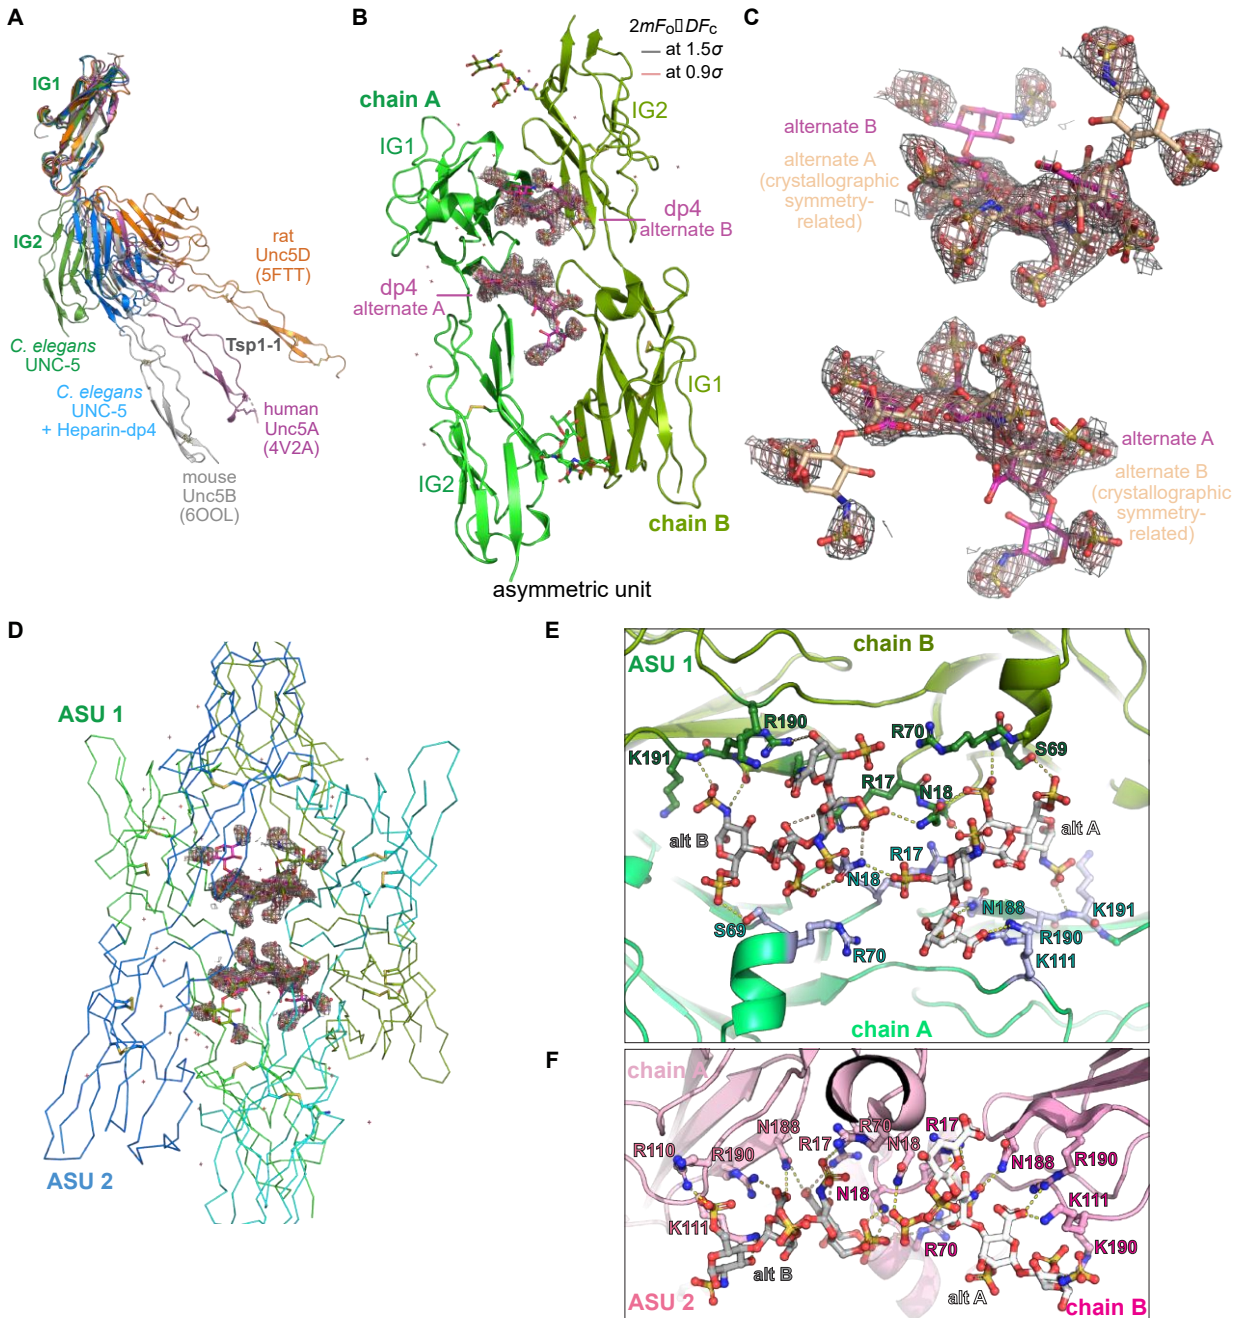 A
IG1
IG2
rat
Unc5D
(5FTT)
Tsp1-1
C. elegans
UNC-5
C. elegans
UNC-5
+ Heparin-dp4
human
Unc5A
(4V2A)
mouse
Unc5B
(6OOL)
B
2mFo▯DFc
at 1.5σ
at 0.9σ
chain A
IG1
IG2
dp4
alternate B
dp4
alternate A
IG1
IG2
chain B
asymmetric unit
C
alternate B
alternate A
(crystallographic
symmetry-
related)
alternate A
alternate B
(crystallographic
symmetry-
related)
D
ASU 1
ASU 2
E
ASU 1
chain B
R190
K191
R70
S69
R17
N18
alt B
alt A
R17
N18
N188
K191
S69
R70
R190
K111
chain A
F
chain A
R110
R190
N188
R17
R70
N18
R17
N188
R190
K111
N18
K111
R70
K190
alt B
alt A
ASU 2
chain B